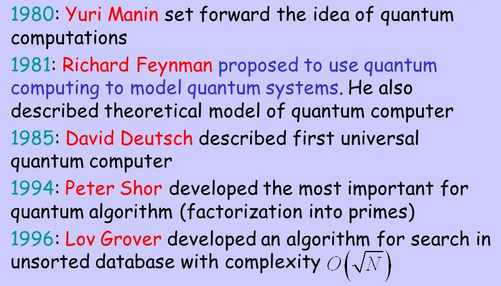 1980: Yuri Manin set forward the idea of quantum
computations
1981: Richard Feynman proposed to use quantum
computing to model quantum systems. He also
described theoretical model of quantum computer
1985: David Deutsch described first universal
quantum computer
1994: Peter Shor developed the most important for
quantum algorithm (factorization into primes)
1996: Lov Grover developed an algorithm for search in
unsorted database with complexity O(√N)